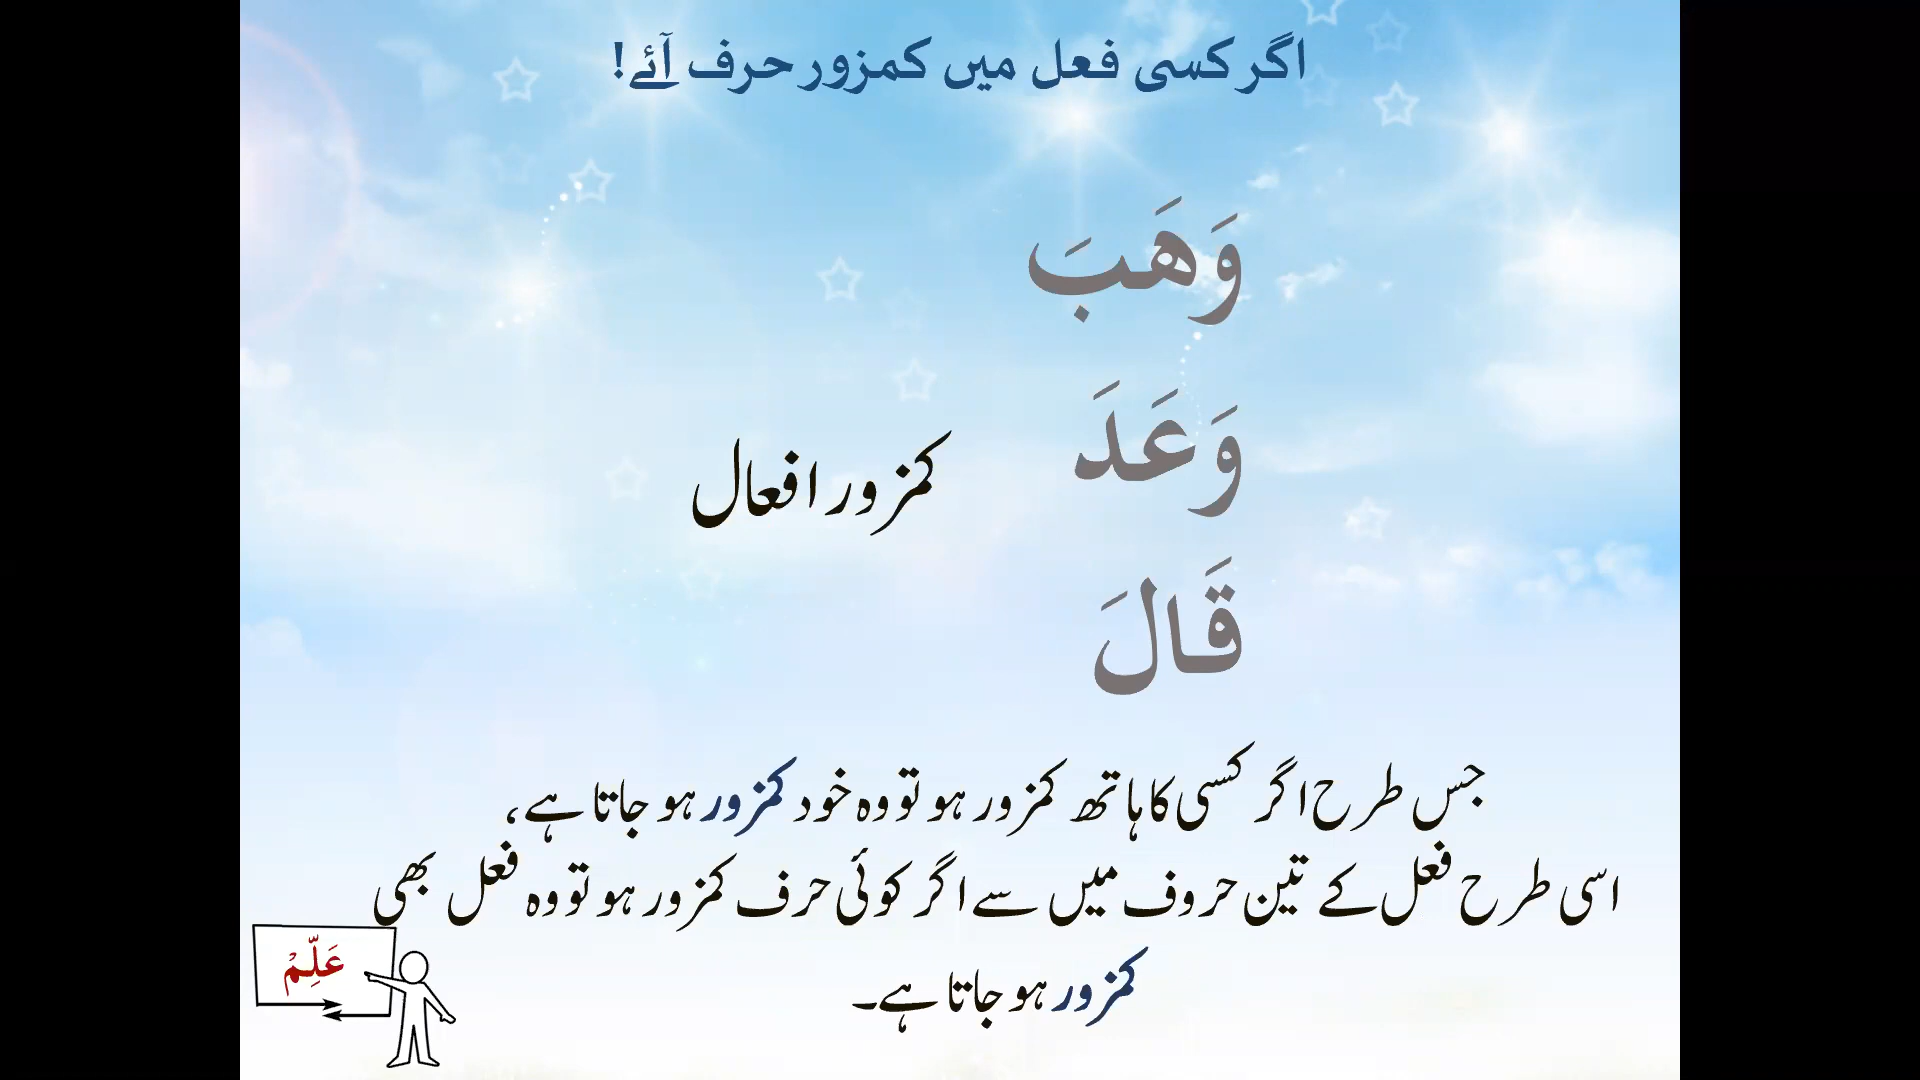 اگر کسی فعل میں کمزور حرف آئے!
وَهَبَ
وَعَدَ
کمزور افعال
قَالَ
جس طرح اگر کسی کا ہاتھ کمزور ہو تو وہ خود کمزور ہو جاتا ہے،
اسی طرح فعل کے تین حروف میں سے اگر کوئی حرف کمزور ہو تو وہ فعل بھی
کمزور ہو جاتا ہے۔
عَلِّمْ